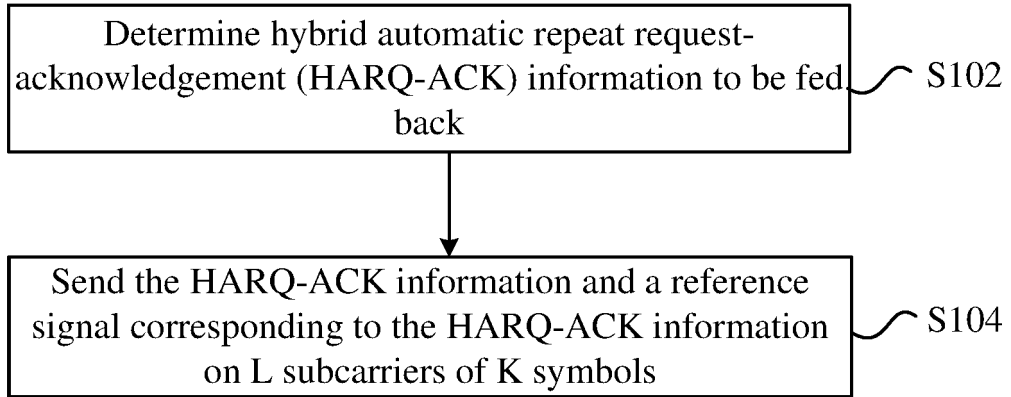 Determine hybrid automatic repeat request-
acknowledgement (HARQ-ACK) information to be fed
back
S102
Send the HARQ-ACK information and a reference
signal corresponding to the HARQ-ACK information
on L subcarriers of K symbols
S104